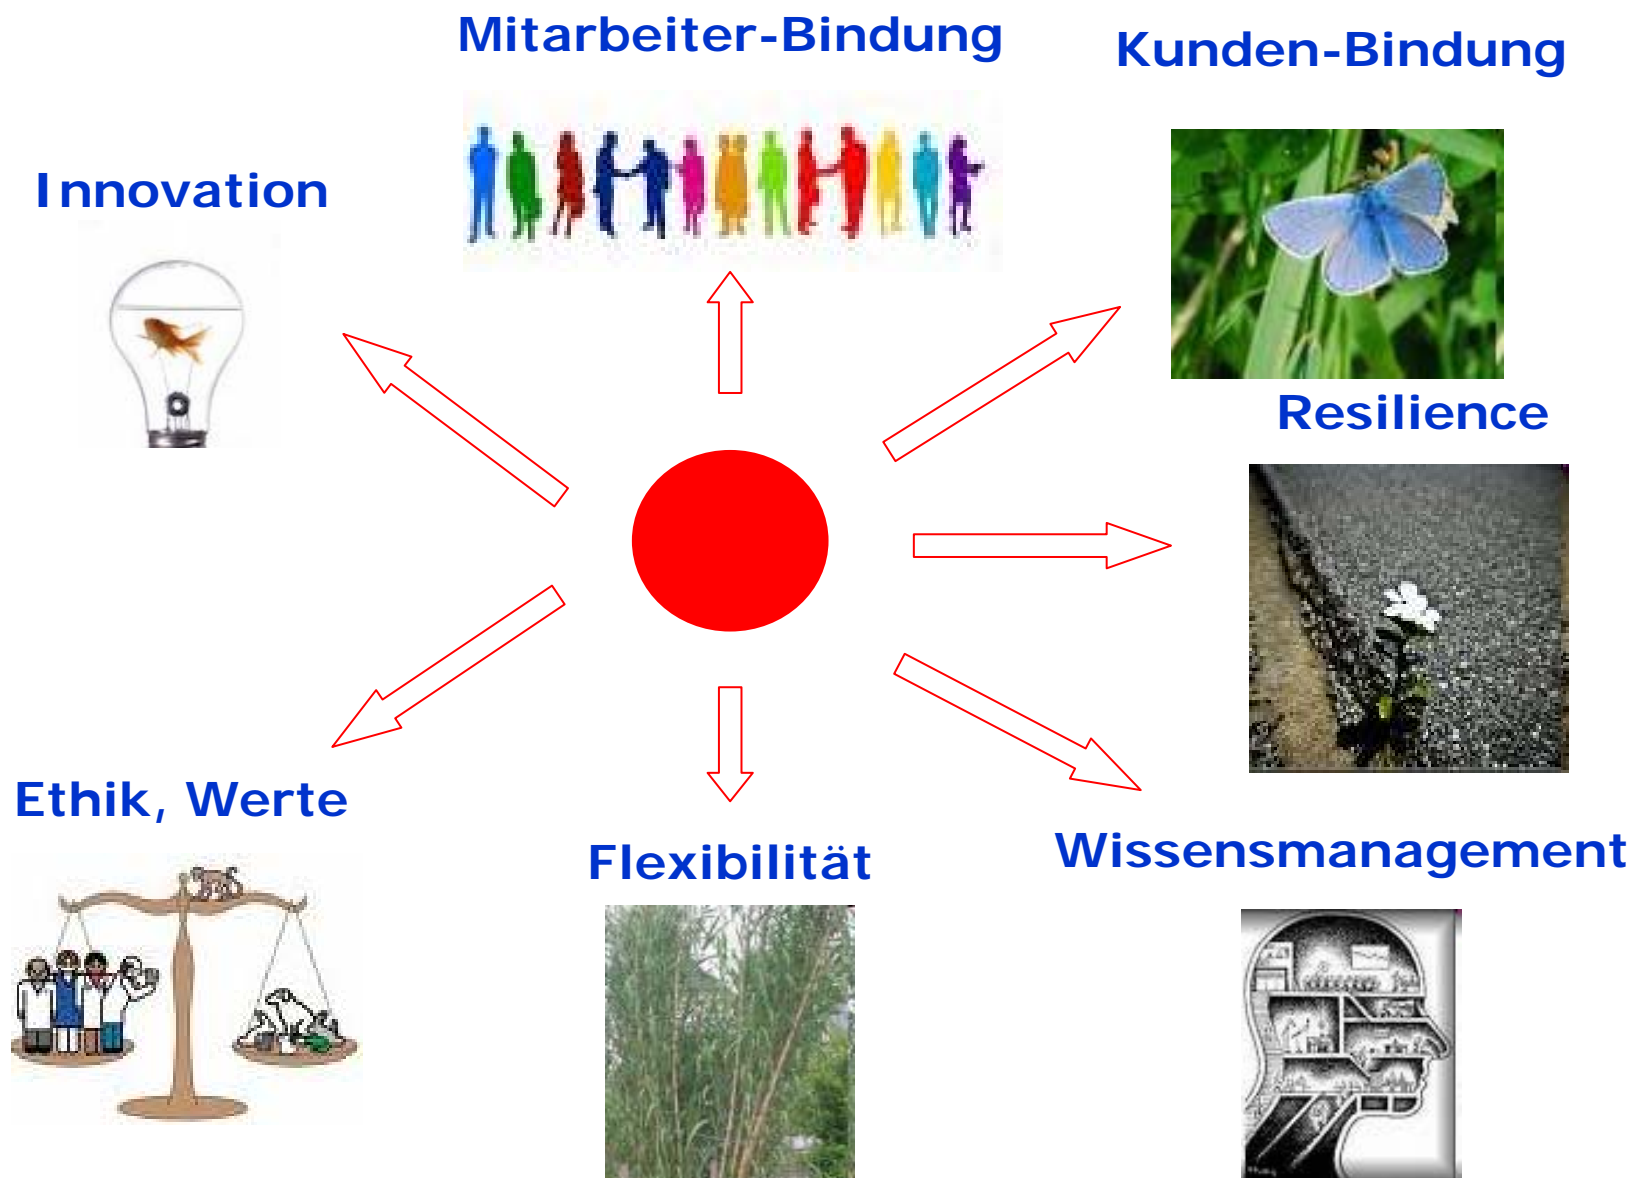 Mitarbeiter-Bindung
Kunden-Bindung
Innovation
Resilience
Ethik, Werte
Flexibilität
Wissensmanagement